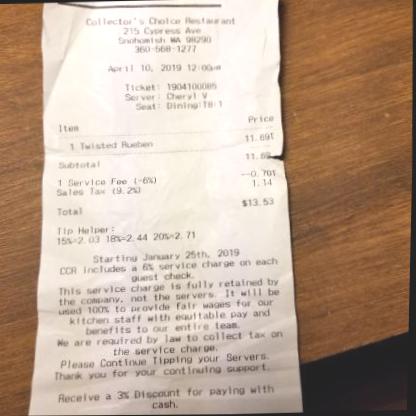 Collector's Choice Restaurant
215 Cypress Ave
Snohomish WA 98290
360-568-1277
April 10, 2019 12:00am
Ticket: 1904100085
Server: Cheryl V
Seat: Dining:T8-1
Item Price
1 Twisted Rueben 11.69T
Subtotal 11.69
1 Service Fee (-6%) --0.70T
Sales Tax (9.2%) 1.14
Total $13.53
Tip Helper:
15%=2.03 18%=2.44 20%=2.71
Starting January 25th, 2019
CCR includes a 6% service charge on each
guest check.
This service charge is fully retained by
the company, not the servers. It will be
used 100% to provide fair wages for our
kitchen staff with equitable pay and
benefits to our entire team.
We are required by law to collect tax on
the service charge.
Please Continue Tipping your Servers.
Thank you for your continuing support.
Receive a 3% Discount for paying with
cash.